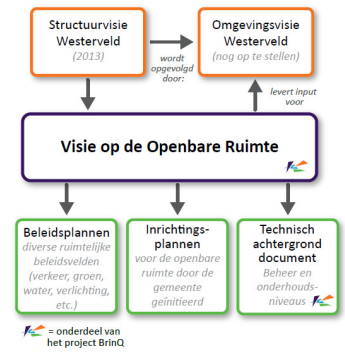 Structuurvisie
Westerveld
(2013)
wordt
opgevolgd
door:
Omgevingsvisie
Westerveld
(nog op te stellen)
levert input
voor
Visie op de Openbare Ruimte
Beleidsplannen
diverse ruimtelijke
beleidsvelden
(verkeer, groen,
water, verlichting,
etc.)
Inrichtings-
plannen
voor de openbare
ruimte door de
gemeente
geïnitieerd
Technisch
achtergrond
document
Beheer en
onderhouds-
niveaus
= onderdeel van
het project BrinQ